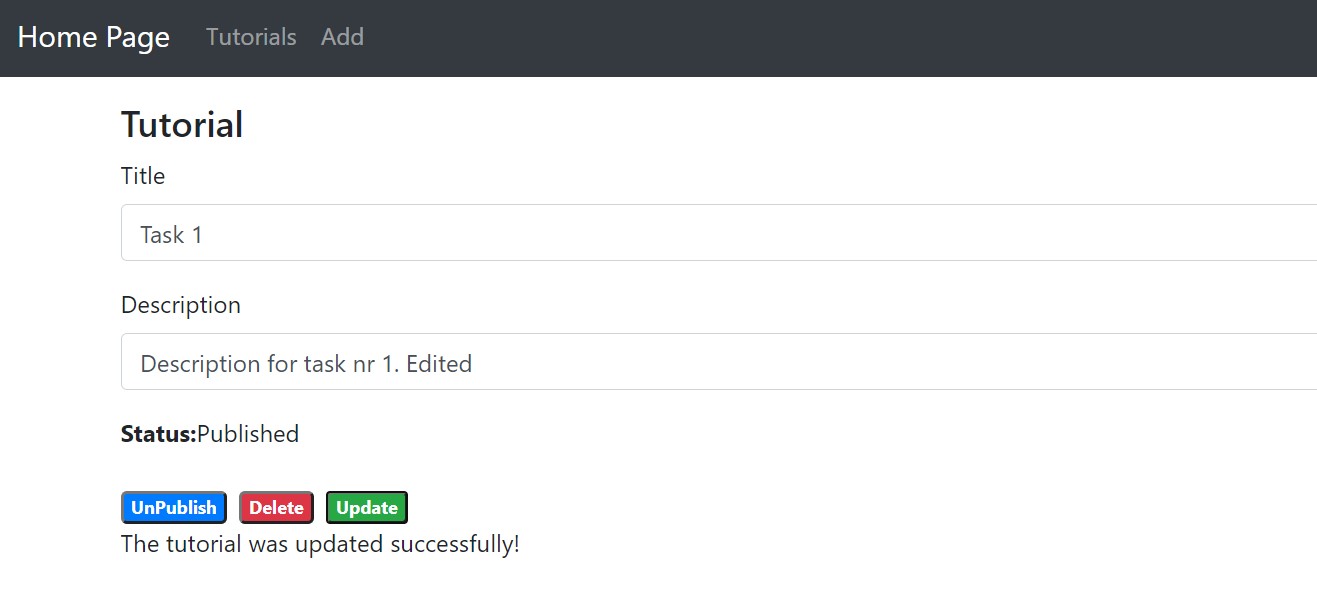 Home Page Tutorials Add
Tutorial
Title
Task 1
Description
Description for task nr 1. Edited
Status:Published
UnPublish Delete Update
The tutorial was updated successfully!